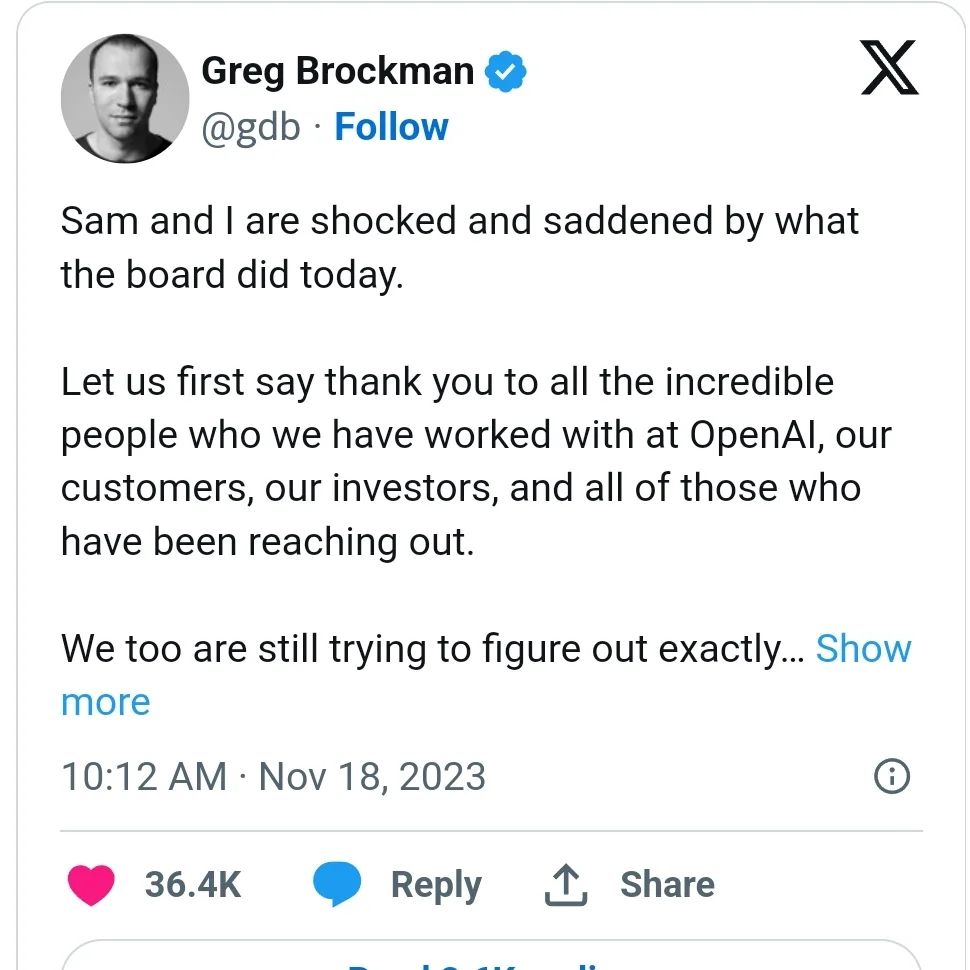 Greg Brockman
@gdb · Follow
Sam and I are shocked and saddened by what
the board did today.
Let us first say thank you to all the incredible
people who we have worked with at OpenAI, our
customers, our investors, and all of those who
have been reaching out.
We too are still trying to figure out exactly... Show
more
10:12 AM · Nov 18, 2023
36.4K Reply Share